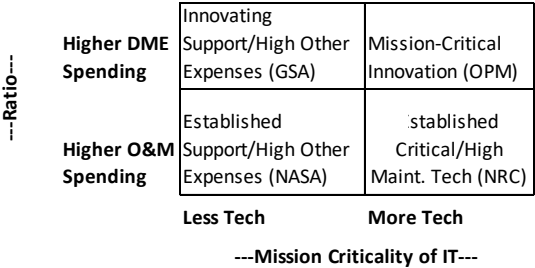 ---Ratio---
Higher DME
Spending
Innovating
Support/High Other
Expenses (GSA)
Mission-Critical
Innovation (OPM)
Higher O&M
Spending
Established
Support/High Other
Expenses (NASA)
stablished
Critical/High
Maint. Tech (NRC)
Less Tech
More Tech
---Mission Criticality of IT---